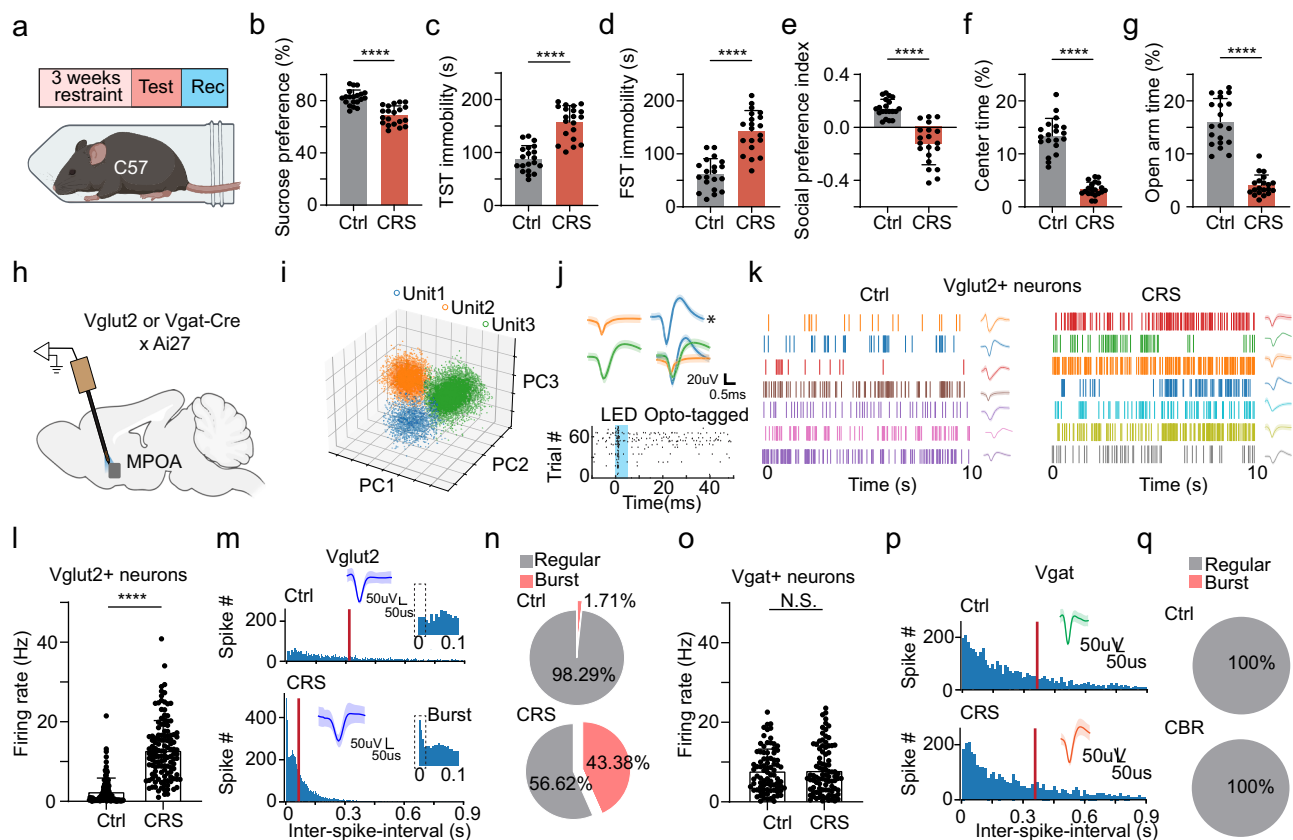 a
3 weeks
restraint
Test
Rec
C57
b
Sucrose preference (%)
80
40
0
****
Ctrl CRS
c
TST immobility (s)
200
100
0
****
Ctrl CRS
d
FST immobility (s)
200
100
0
****
Ctrl CRS
e
Social preference index
0.4
0.0
-0.4
****
Ctrl CRS
f
Center time (%)
20
10
0
****
Ctrl CRS
g
Open arm time (%)
20
10
0
****
Ctrl CRS
h
Vglut2 or Vgat-Cre
x Ai27
MPOA
i
Unit1
Unit2
Unit3
PC3
PC2
PC1
j
*
20uV
0.5ms
LED Opto-tagged
Trial #
60
0
0 20 40
Time(ms)
k
Vglut2+ neurons
Ctrl
CRS
0 10
Time (s)
0 10
Time (s)
l
Vglut2+ neurons
****
Firing rate (Hz)
60
40
20
0
Ctrl CRS
m
Vglut2
Ctrl
Spike #
200
0
50uV
50us
0 0.1
CRS
Spike #
400
200
0
50uV
50us
Burst
0 0.1
0 0.3 0.6 0.9
Inter-spike-interval (s)
n
Regular
Burst
Ctrl
1.71%
98.29%
CRS
43.38%
56.62%
o
Vgat+ neurons
N.S.
Firing rate (Hz)
60
40
20
0
Ctrl CRS
p
Vgat
Ctrl
Spike #
200
0
50uV
50us
CRS
Spike #
200
0
50uV
50us
0 0.3 0.6 0.9
Inter-spike-interval (s)
q
Regular
Burst
Ctrl
100%
CBR
100%